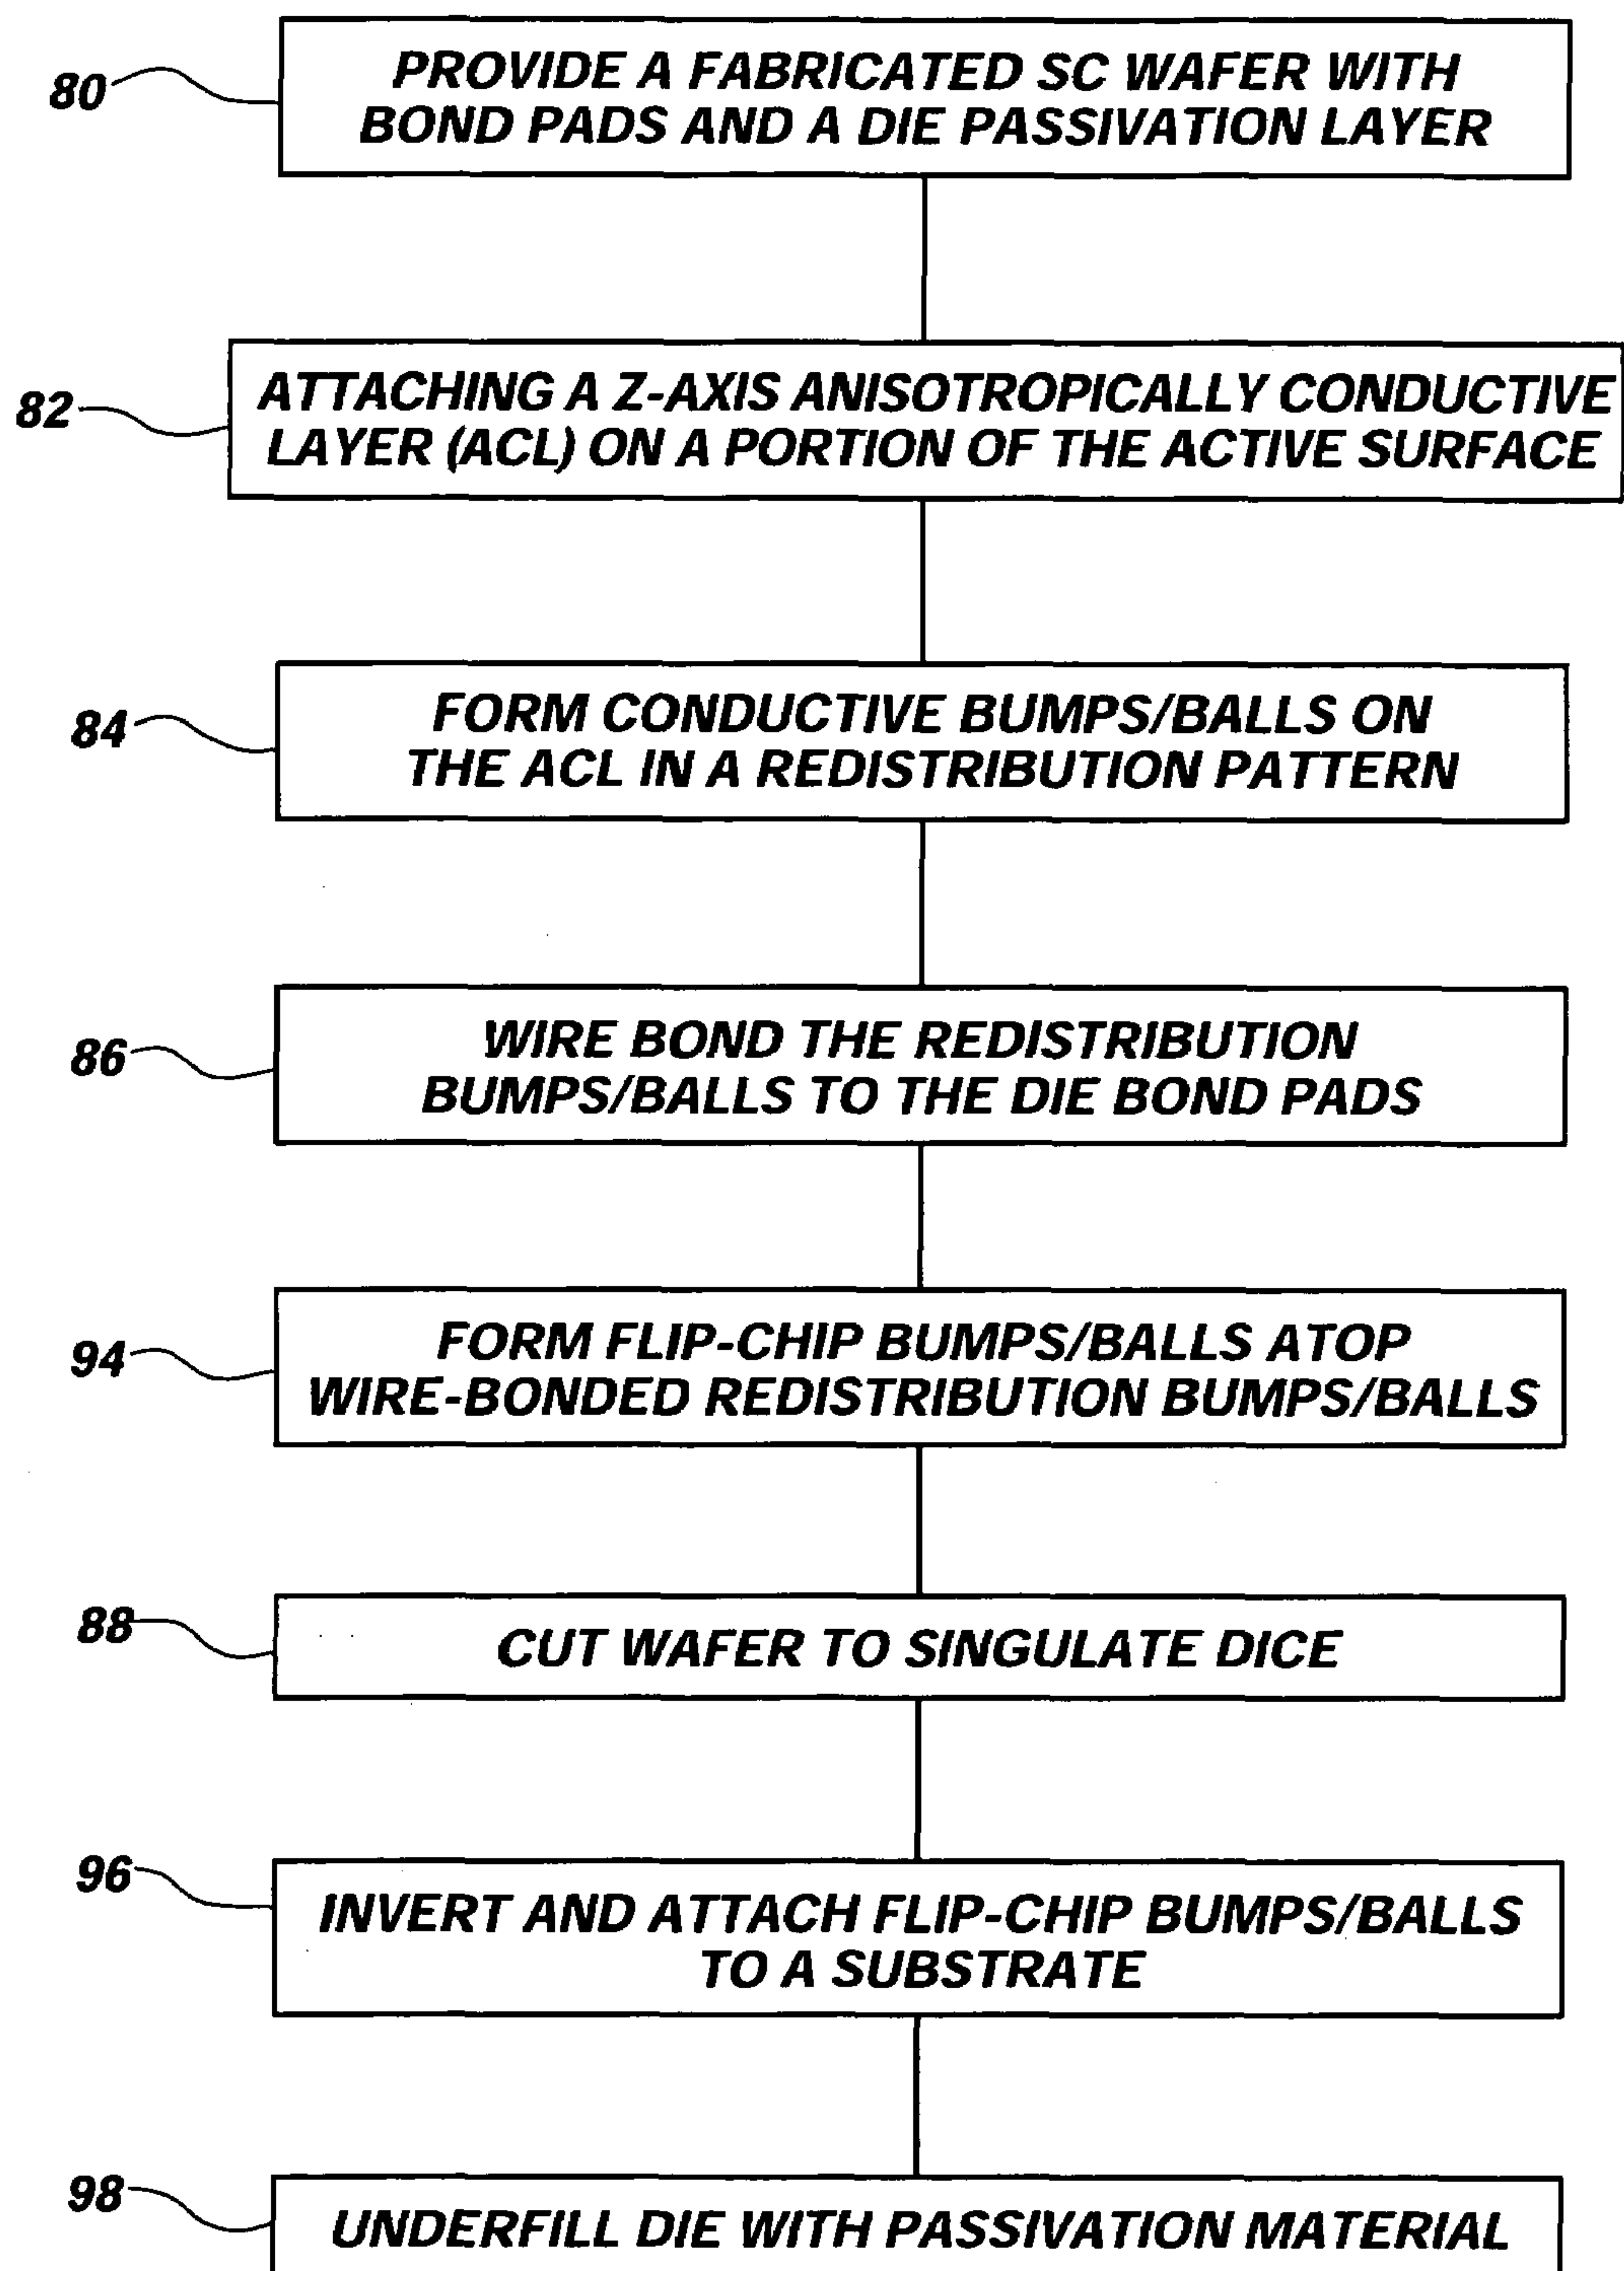 80
PROVIDE A FABRICATED SC WAFER WITH
BOND PADS AND A DIE PASSIVATION LAYER
82
ATTACHING A Z-AXIS ANISOTROPICALLY CONDUCTIVE
LAYER (ACL) ON A PORTION OF THE ACTIVE SURFACE
84
FORM CONDUCTIVE BUMPS/BALLS ON
THE ACL IN A REDISTRIBUTION PATTERN
86
WIRE BOND THE REDISTRIBUTION
BUMPS/BALLS TO THE DIE BOND PADS
94
FORM FLIP-CHIP BUMPS/BALLS ATOP
WIRE-BONDED REDISTRIBUTION BUMPS/BALLS
88
CUT WAFER TO SINGULATE DICE
96
INVERT AND ATTACH FLIP-CHIP BUMPS/BALLS
TO A SUBSTRATE
98
UNDERFILL DIE WITH PASSIVATION MATERIAL